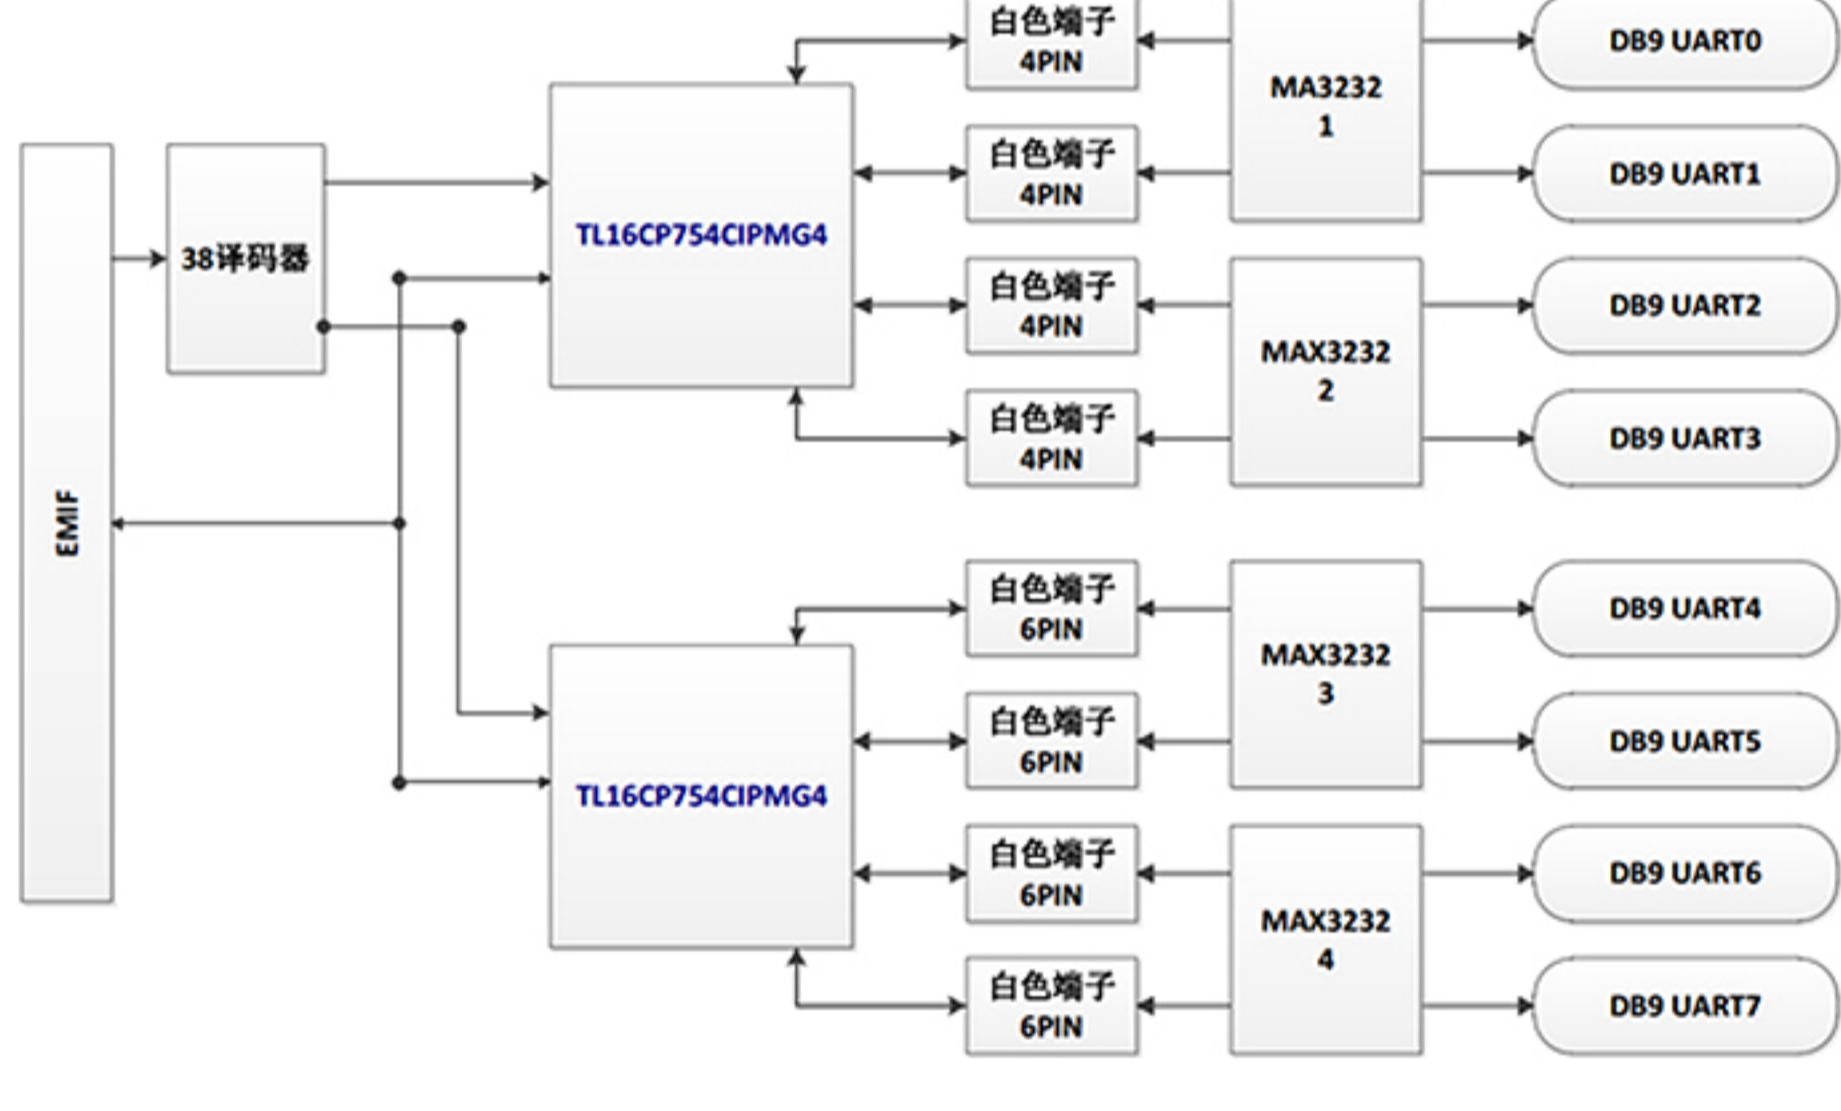 白色端子
4PIN
MA3232
1
DB9 UART0
白色端子
4PIN
DB9 UART1
38译码器
TL16CP754CIPMG4
白色端子
4PIN
MAX3232
2
DB9 UART2
白色端子
4PIN
DB9 UART3
EMIF
白色端子
6PIN
MAX3232
3
DB9 UART4
白色端子
6PIN
DB9 UART5
TL16CP754CIPMG4
白色端子
6PIN
MAX3232
4
DB9 UART6
白色端子
6PIN
DB9 UART7